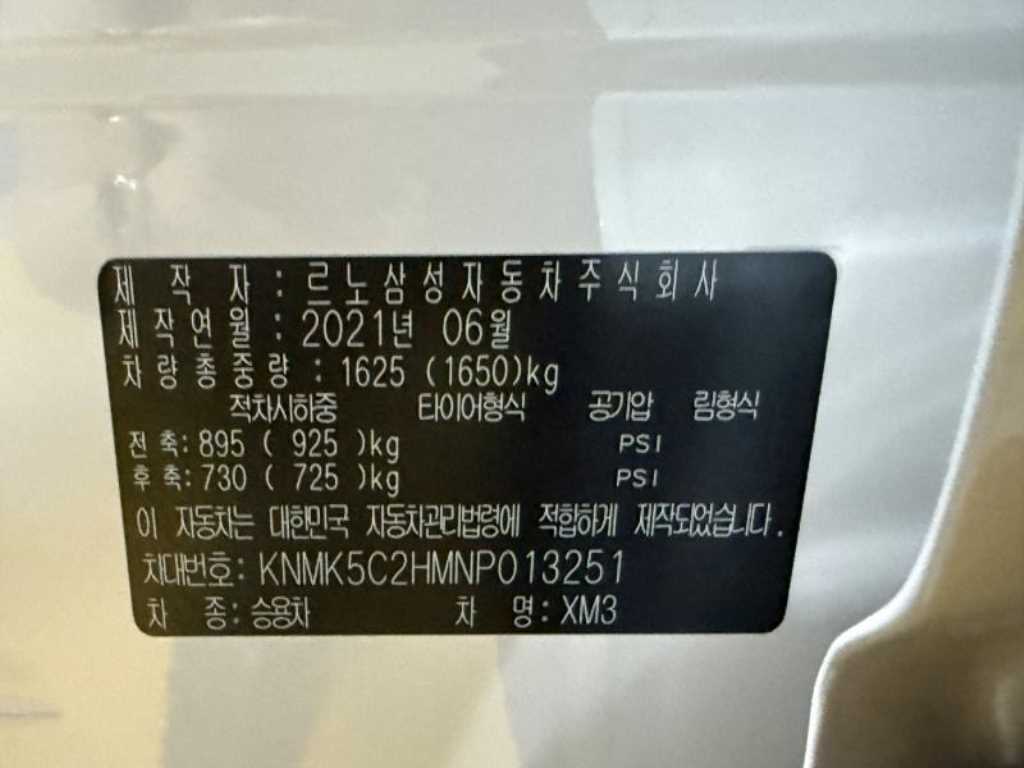 제 작 자 : 르노삼성자동차주식회사
제작연월 : 2021년 06월
차량총중량 : 1625 (1650)kg
적차시하중 타이어형식 공기압 림형식
전축: 895 ( 925 )kg PSI
후축: 730 ( 725 )kg PSI
이 자동차는 대한민국 자동차관리법령에 적합하게 제작되었습니다.
차대번호: KNMK5C2HMNP013251
차 종: 승용차 차 명: XM3